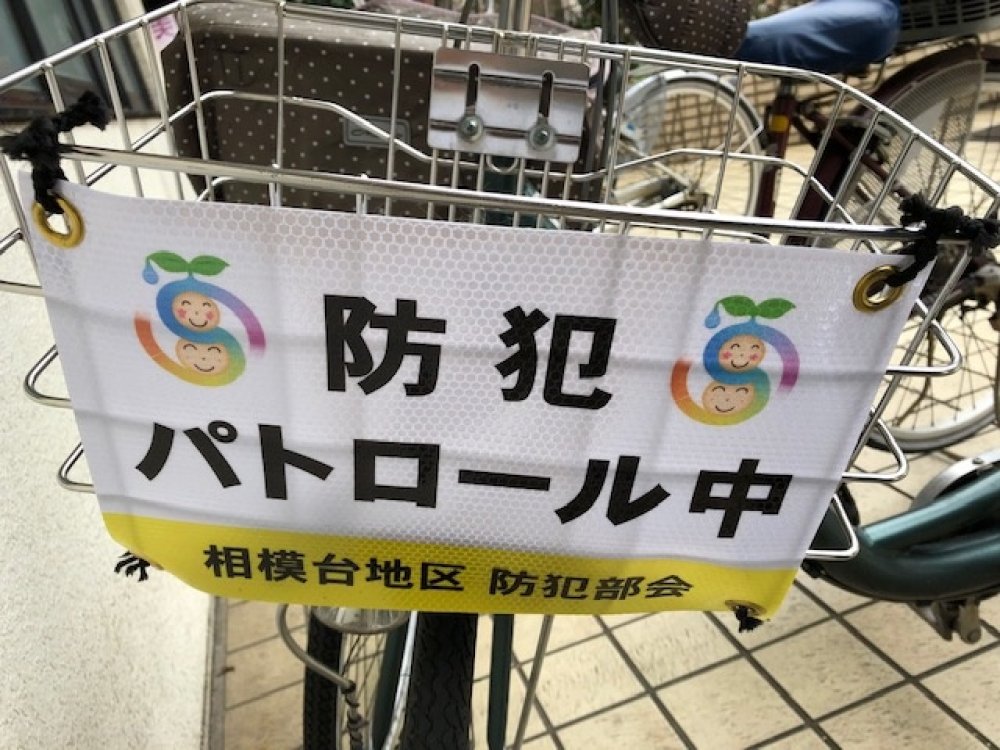 防犯
パトロール中
相模台地区 防犯部会